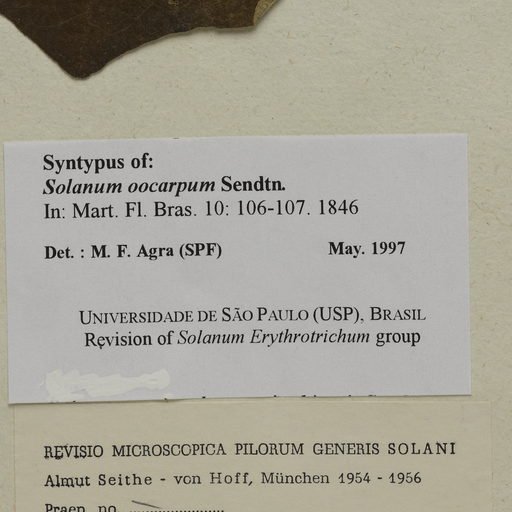 Syntypus of:
Solanum oocarpum Sendtn.
In: Mart. Fl. Bras. 10: 106-107. 1846
Det. : M. F. Agra (SPF) May. 1997
UNIVERSIDADE DE SÃO PAULO (USP), BRASIL
Revision of Solanum Erythrotrichum group
REVISIO MICROSCOPICA PILORUM GENERIS SOLANI
Almut Seithe - von Hoff, München 1954 - 1956
Praep. no. ......................